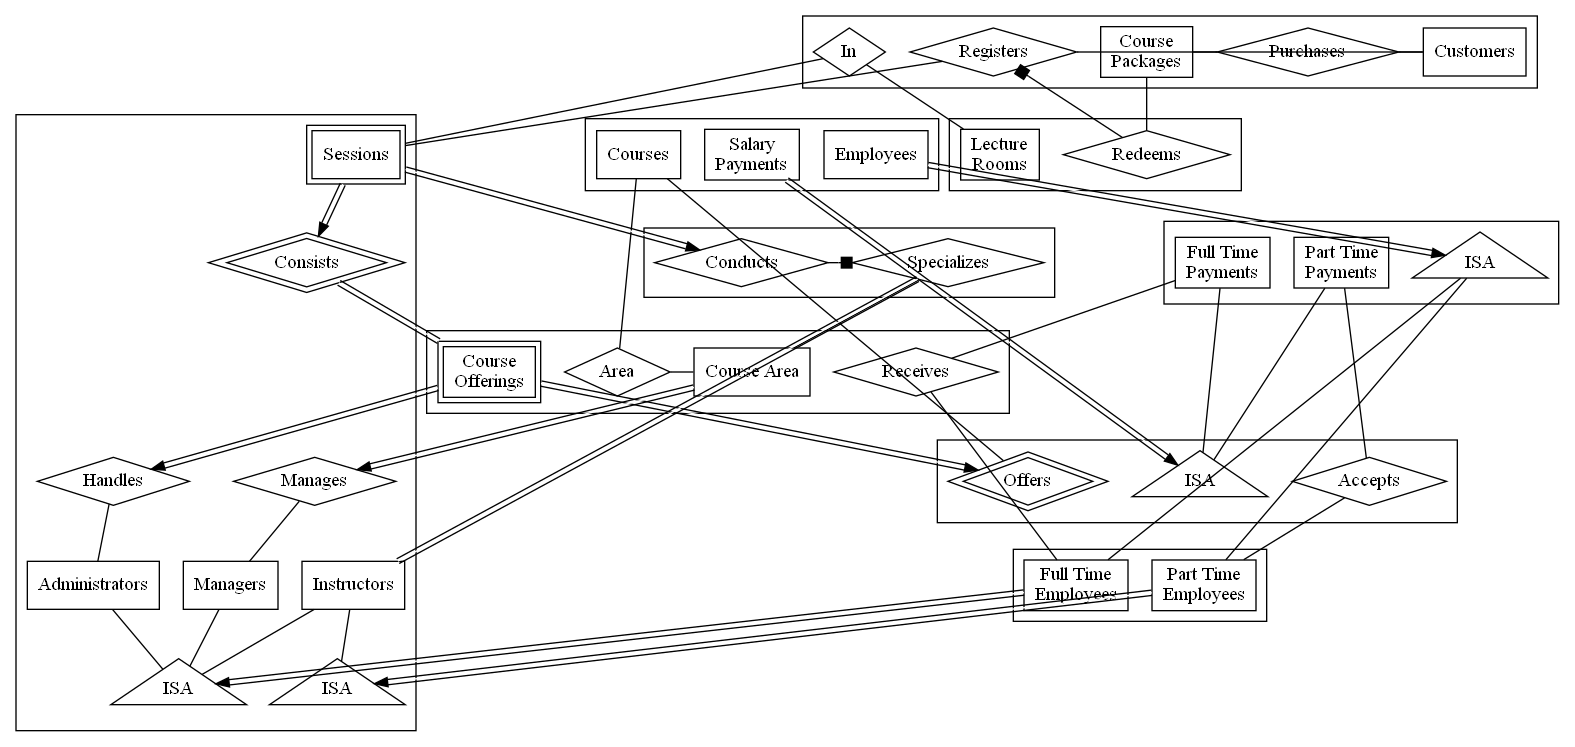 In
Registers
Course
Packages
Purchases
Customers
Sessions
Courses
Salary
Payments
Employees
Lecture
Rooms
Redeems
Consists
Conducts
Specializes
Full Time
Payments
Part Time
Payments
ISA
Course
Offerings
Area
Course Area
Receives
Handles
Manages
Offers
ISA
Accepts
Administrators
Managers
Instructors
Full Time
Employees
Part Time
Employees
ISA
ISA